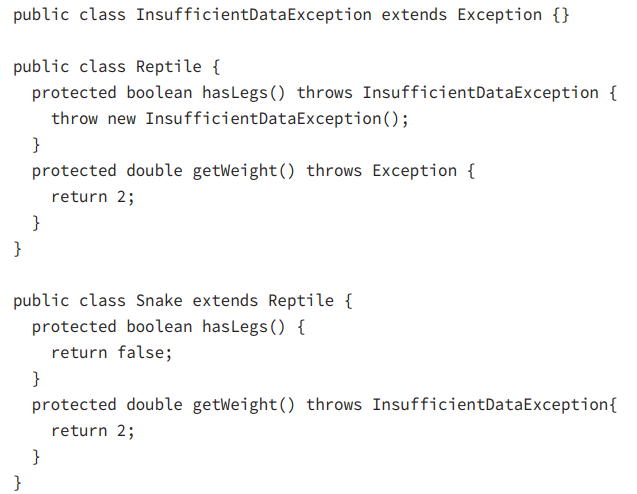 public class InsufficientDataException extends Exception {}

public class Reptile {
  protected boolean hasLegs() throws InsufficientDataException {
    throw new InsufficientDataException();
  }
  protected double getWeight() throws Exception {
    return 2;
  }
}

public class Snake extends Reptile {
  protected boolean hasLegs() {
    return false;
  }
  protected double getWeight() throws InsufficientDataException{
    return 2;
  }
}